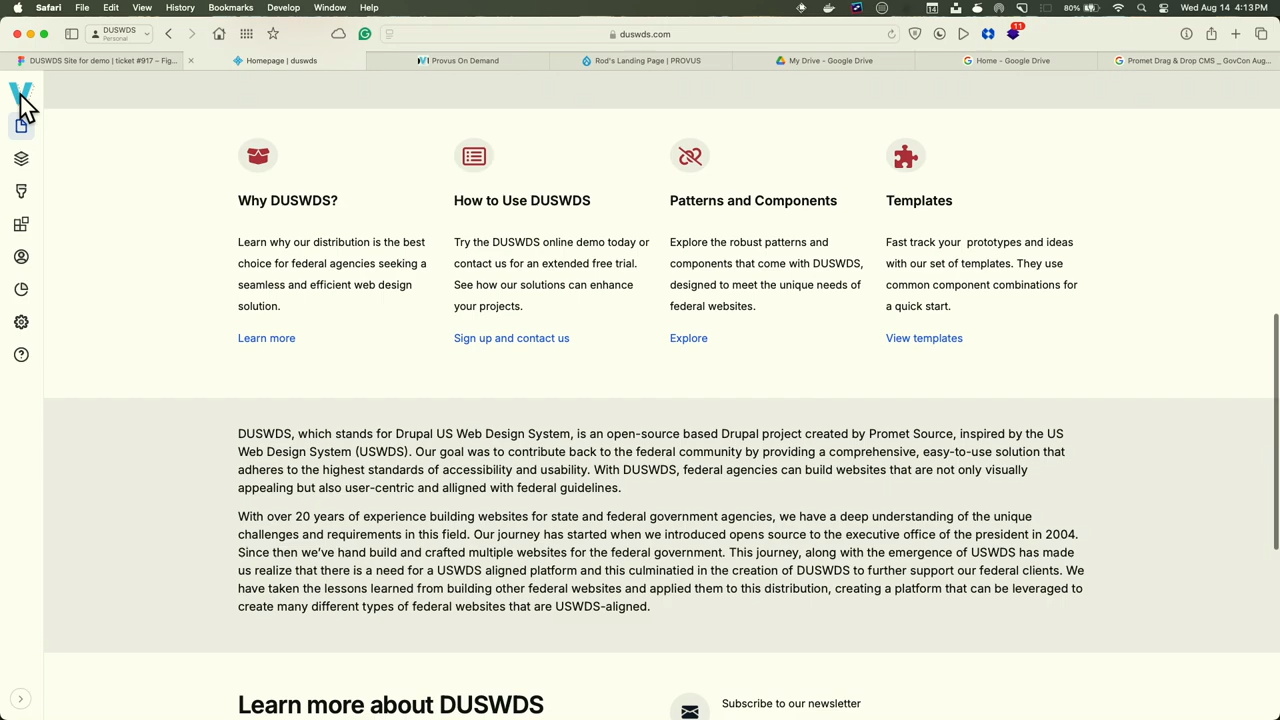 Safari File Edit View History Bookmarks Develop Window Help
80% Wed Aug 14 4:13 PM
DUSWDS
Personal
duswds.com
11
DUSWDS Site for demo | ticket #917 – Fig...
Homepage | duswds
Provus On Demand
Rod's Landing Page | PROVUS
My Drive - Google Drive
Home - Google Drive
Promet Drag & Drop CMS _ GovCon Aug...
Why DUSWDS?
Learn why our distribution is the best
choice for federal agencies seeking a
seamless and efficient web design
solution.
Learn more
How to Use DUSWDS
Try the DUSWDS online demo today or
contact us for an extended free trial.
See how our solutions can enhance
your projects.
Sign up and contact us
Patterns and Components
Explore the robust patterns and
components that come with DUSWDS,
designed to meet the unique needs of
federal websites.
Explore
Templates
Fast track your prototypes and ideas
with our set of templates. They use
common component combinations for
a quick start.
View templates
DUSWDS, which stands for Drupal US Web Design System, is an open-source based Drupal project created by Promet Source, inspired by the US
Web Design System (USWDS). Our goal was to contribute back to the federal community by providing a comprehensive, easy-to-use solution that
adheres to the highest standards of accessibility and usability. With DUSWDS, federal agencies can build websites that are not only visually
appealing but also user-centric and alligned with federal guidelines.
With over 20 years of experience building websites for state and federal government agencies, we have a deep understanding of the unique
challenges and requirements in this field. Our journey has started when we introduced opens source to the executive office of the president in 2004.
Since then we've hand build and crafted multiple websites for the federal government. This journey, along with the emergence of USWDS has made
us realize that there is a need for a USWDS aligned platform and this culminatied in the creation of DUSWDS to further support our federal clients. We
have taken the lessons learned from building other federal websites and applied them to this distribution, creating a platform that can be leveraged to
create many different types of federal websites that are USWDS-aligned.
Learn more about DUSWDS
Subscribe to our newsletter